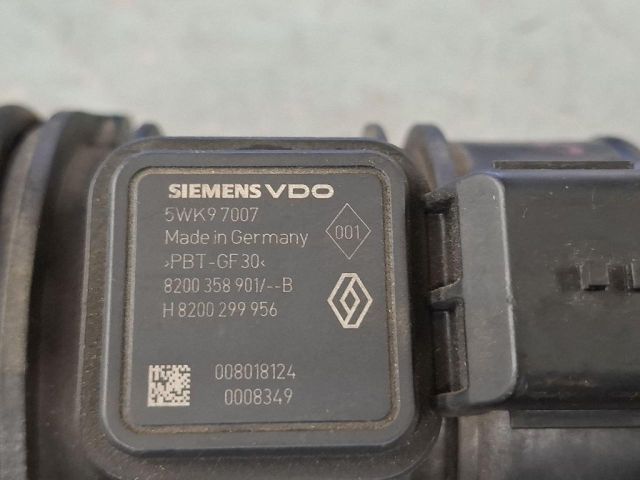 SIEMENS VDO
5WK9 7007
Made in Germany
001
>PBT-GF30<
8200 358 901/--B
H 8200 299 956
008018124
0008349